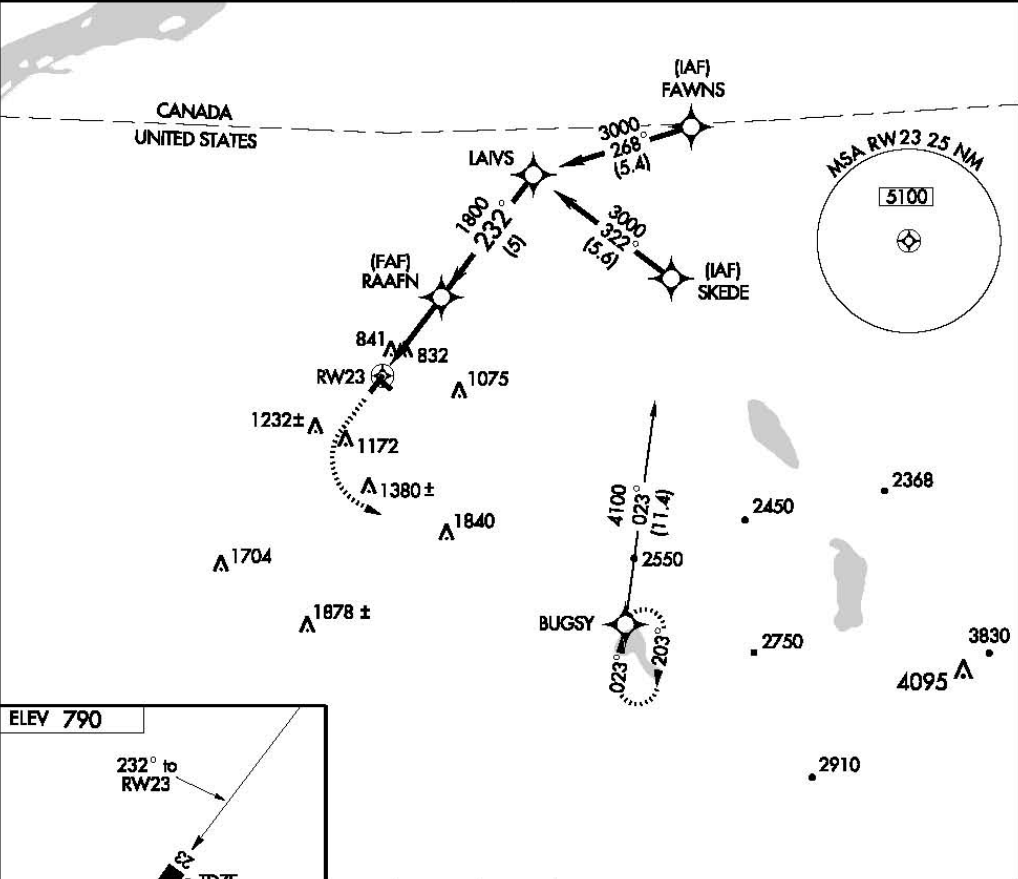 CANADA
UNITED STATES
(IAF)
FAWNS
3000
268°
(5.4)
LAIVS
MSA RW23 25 NM
5100
3000
322°
(5.6)
(IAF)
SKEDE
1800
232°
(5)
(FAF)
RAAFN
841
832
RW23
1075
1232±
1172
1380±
1840
1704
1878 ±
4100
023°
(11.4)
2550
2450
2368
BUGSY
023°
203°
2750
3830
4095
2910
ELEV 790
232° to
RW23
23